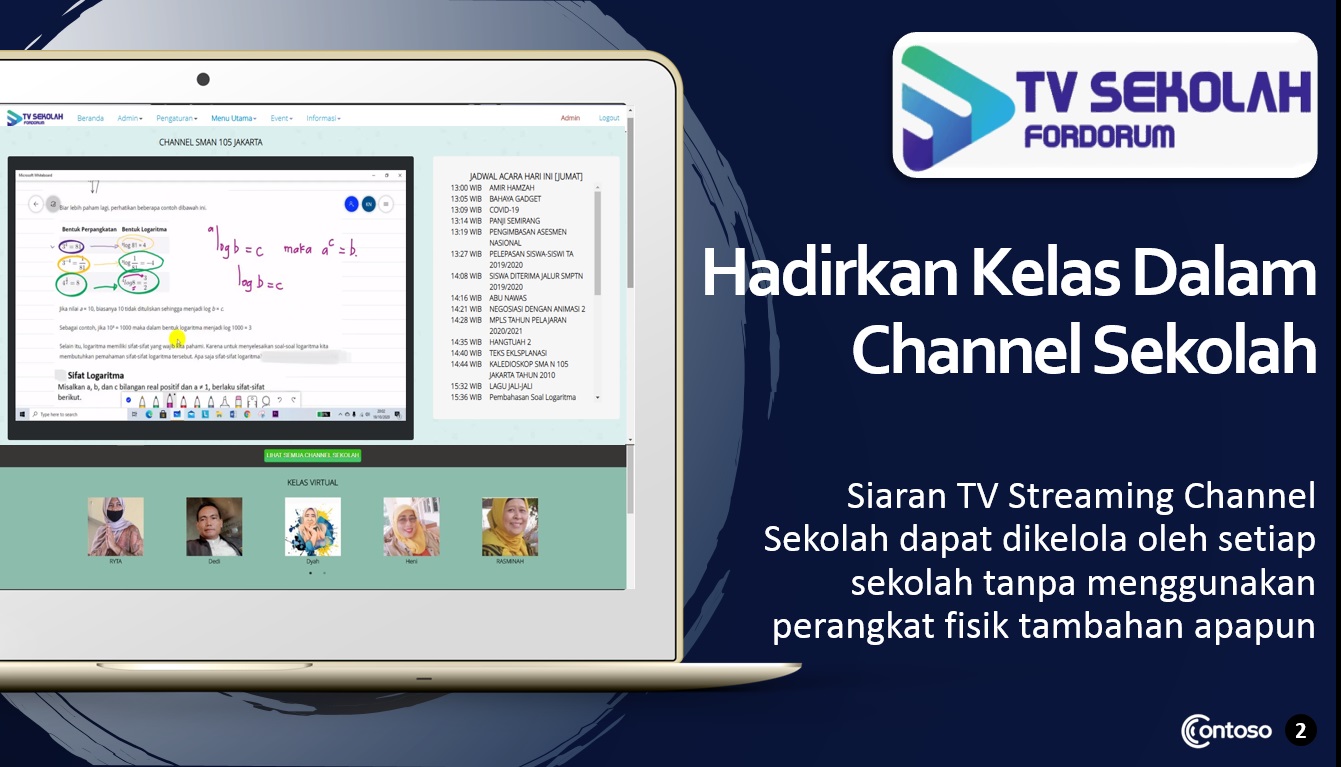 TV SEKOLAH
FORDORUM
Hadirkan Kelas Dalam
Channel Sekolah
Siaran TV Streaming Channel
Sekolah dapat dikelola oleh setiap
sekolah tanpa menggunakan
perangkat fisik tambahan apapun
Contoso
2
TV SEKOLAH
FORDORUM
Beranda Admin Pengaturan Menu Utama Event Informasi Admin Logout
CHANNEL SMAN 105 JAKARTA
Microsoft Whiteboard
Biar lebih paham lagi, perhatikan beberapa contoh dibawah ini.
Bentuk Perpangkatan Bentuk Logaritma
ᵃlog b = c maka aᶜ = b.
log b = c
Jika nilai a = 10, biasanya 10 tidak dituliskan sehingga menjadi log b = c.
Sebagai contoh, jika 10³ = 1000 maka dalam bentuk logaritma menjadi log 1000 = 3
Selain itu, logaritma memiliki sifat-sifat yang wajib kita pahami. Karena untuk menyelesaikan soal-soal logaritma kita
membutuhkan pemahaman sifat-sifat logaritma tersebut. Apa saja sifat-sifat logaritma
Sifat Logaritma
Misalkan a, b, dan c bilangan real positif dan a ≠ 1, berlaku sifat-sifat
berikut.
Type here to search
JADWAL ACARA HARI INI [JUMAT]
13:00 WIB AMIR HAMZAH
13:05 WIB BAHAYA GADGET
13:09 WIB COVID-19
13:14 WIB PANJI SEMIRANG
13:19 WIB PENGIMBASAN ASESMEN
NASIONAL
13:27 WIB PELEPASAN SISWA-SISWI TA
2019/2020
14:08 WIB SISWA DITERIMA JALUR SMPTN
2019/2020
14:16 WIB ABU NAWAS
14:21 WIB NEGOSIASI DENGAN ANIMASI 2
14:28 WIB MPLS TAHUN PELAJARAN
2020/2021
14:35 WIB HANGTUAH 2
14:40 WIB TEKS EKLSPLANASI
14:44 WIB KALEDIOSKOP SMA N 105
JAKARTA TAHUN 2010
15:32 WIB LAGU JALI-JALI
15:36 WIB Pembahasan Soal Logaritma
LIHAT SEMUA CHANNEL SEKOLAH
KELAS VIRTUAL
RYTA Dedi Dyah Heni RASMINAH